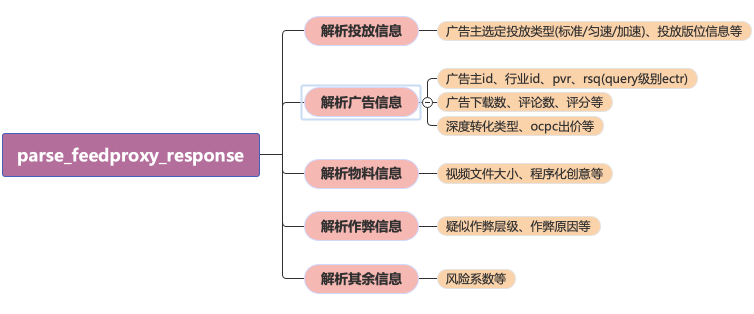 parse_feedproxy_response
解析投放信息
广告主选定投放类型(标准/匀速/加速)、投放版位信息等
解析广告信息
广告主id、行业id、pvr、rsq(query级别ectr)
广告下载数、评论数、评分等
深度转化类型、ocpc出价等
解析物料信息
视频文件大小、程序化创意等
解析作弊信息
疑似作弊层级、作弊原因等
解析其余信息
风险系数等